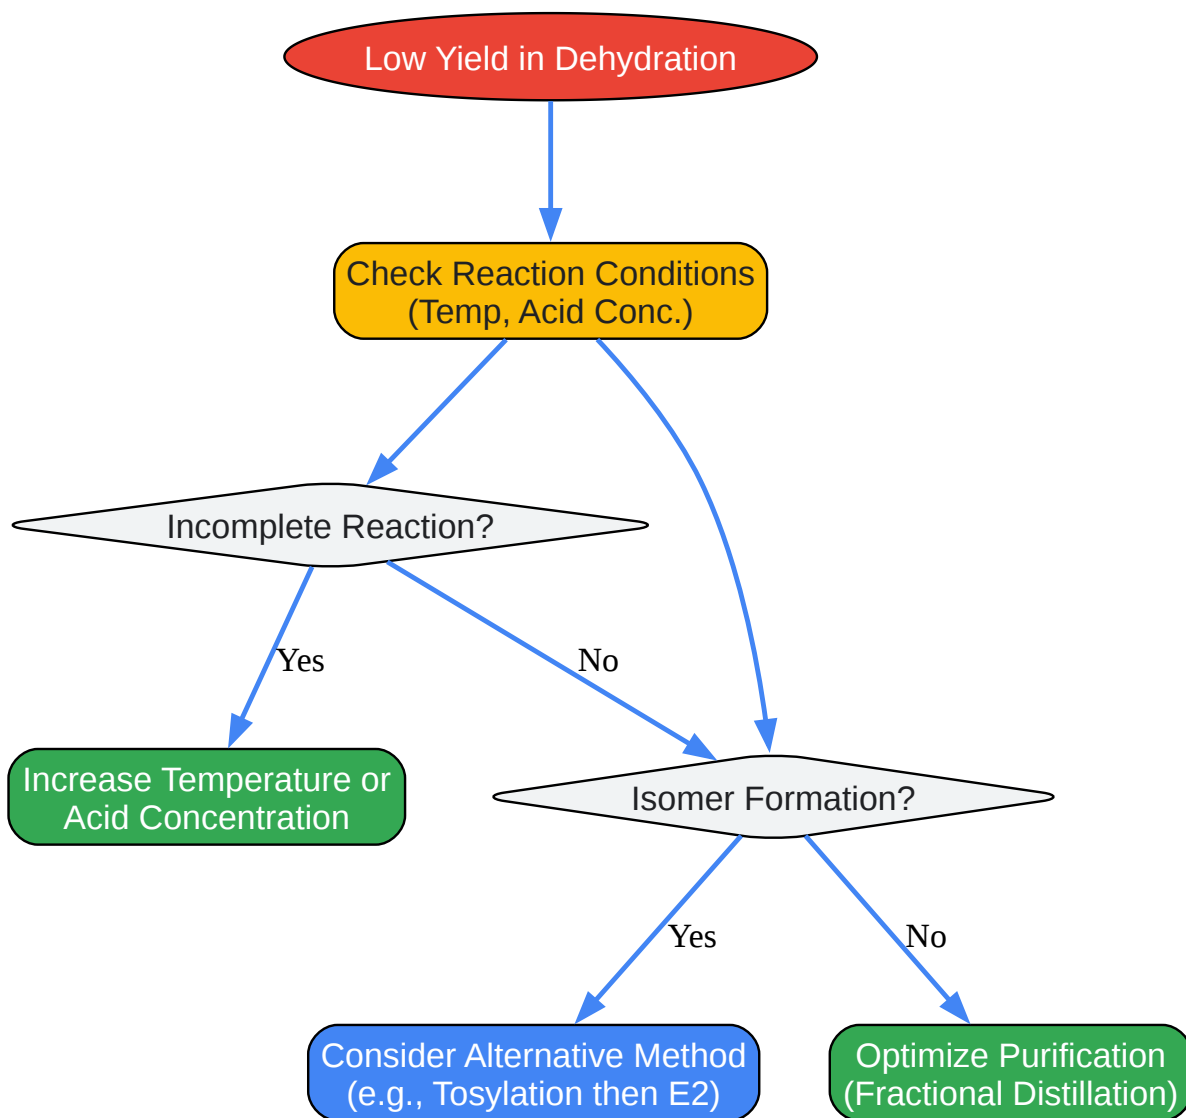 Low Yield in Dehydration
Check Reaction Conditions
(Temp, Acid Conc.)
Incomplete Reaction?
Yes
No
Increase Temperature or
Acid Concentration
Isomer Formation?
Yes
No
Consider Alternative Method
(e.g., Tosylation then E2)
Optimize Purification
(Fractional Distillation)